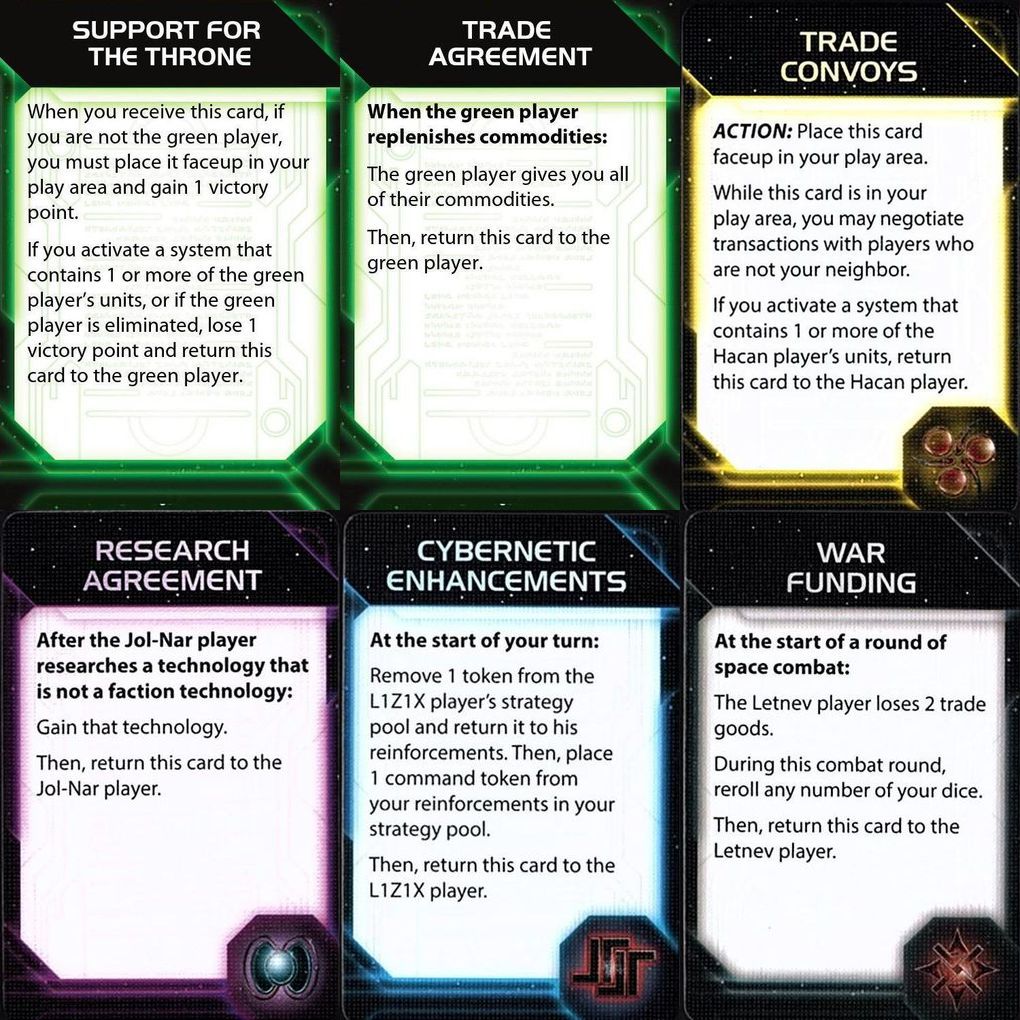 SUPPORT FOR
THE THRONE
When you receive this card, if
you are not the green player,
you must place it faceup in your
play area and gain 1 victory
point.
If you activate a system that
contains 1 or more of the green
player's units, or if the green
player is eliminated, lose 1
victory point and return this
card to the green player.
TRADE
AGREEMENT
When the green player
replenishes commodities:
The green player gives you all
of their commodities.
Then, return this card to the
green player.
TRADE
CONVOYS
ACTION: Place this card
faceup in your play area.
While this card is in your
play area, you may negotiate
transactions with players who
are not your neighbor.
If you activate a system that
contains 1 or more of the
Hacan player's units, return
this card to the Hacan player.
RESEARCH
AGREEMENT
After the Jol-Nar player
researches a technology that
is not a faction technology:
Gain that technology.
Then, return this card to the
Jol-Nar player.
CYBERNETIC
ENHANCEMENTS
At the start of your turn:
Remove 1 token from the
L1Z1X player's strategy
pool and return it to his
reinforcements. Then, place
1 command token from
your reinforcements in your
strategy pool.
Then, return this card to the
L1Z1X player.
WAR
FUNDING
At the start of a round of
space combat:
The Letnev player loses 2 trade
goods.
During this combat round,
reroll any number of your dice.
Then, return this card to the
Letnev player.